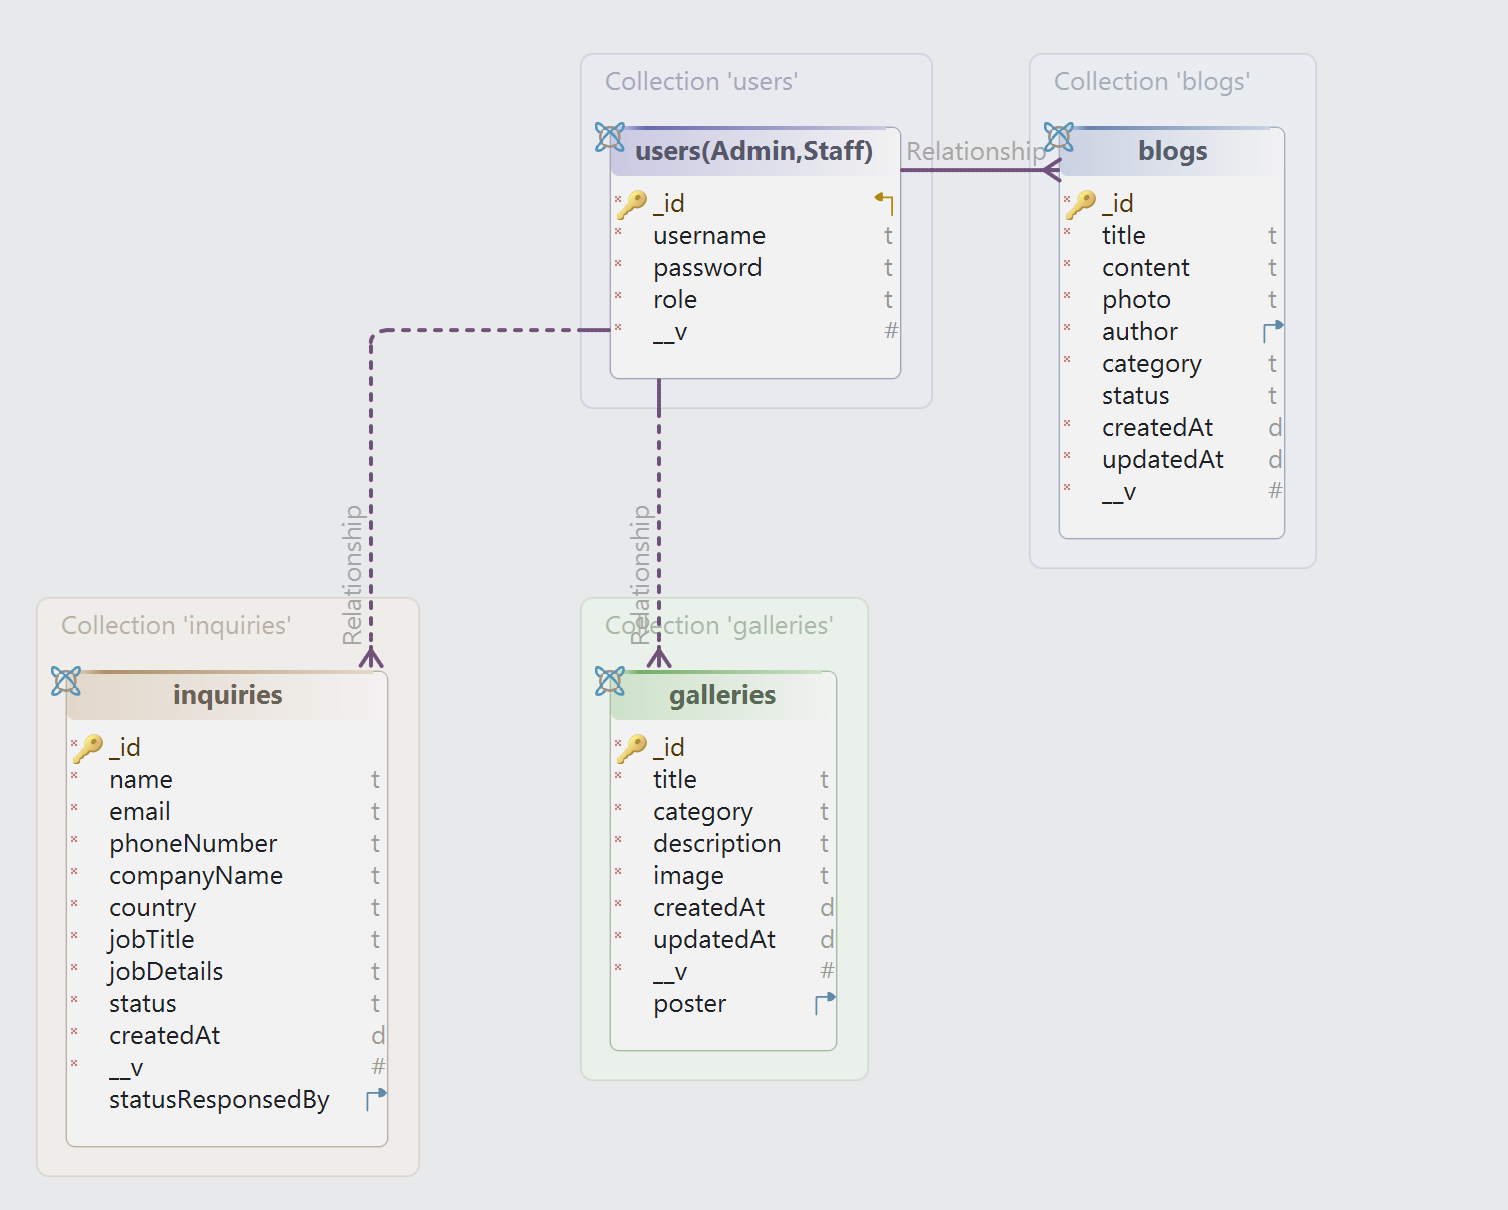 Collection 'users'
users(Admin,Staff)
_id
username t
password t
role t
__v #
Relationship
Collection 'blogs'
blogs
_id
title t
content t
photo t
author
category t
status t
createdAt d
updatedAt d
__v #
Relationship
Relationship
Collection 'inquiries'
inquiries
_id
name t
email t
phoneNumber t
companyName t
country t
jobTitle t
jobDetails t
status t
createdAt d
__v #
statusResponsedBy
Collection 'galleries'
galleries
_id
title t
category t
description t
image t
createdAt d
updatedAt d
__v #
poster